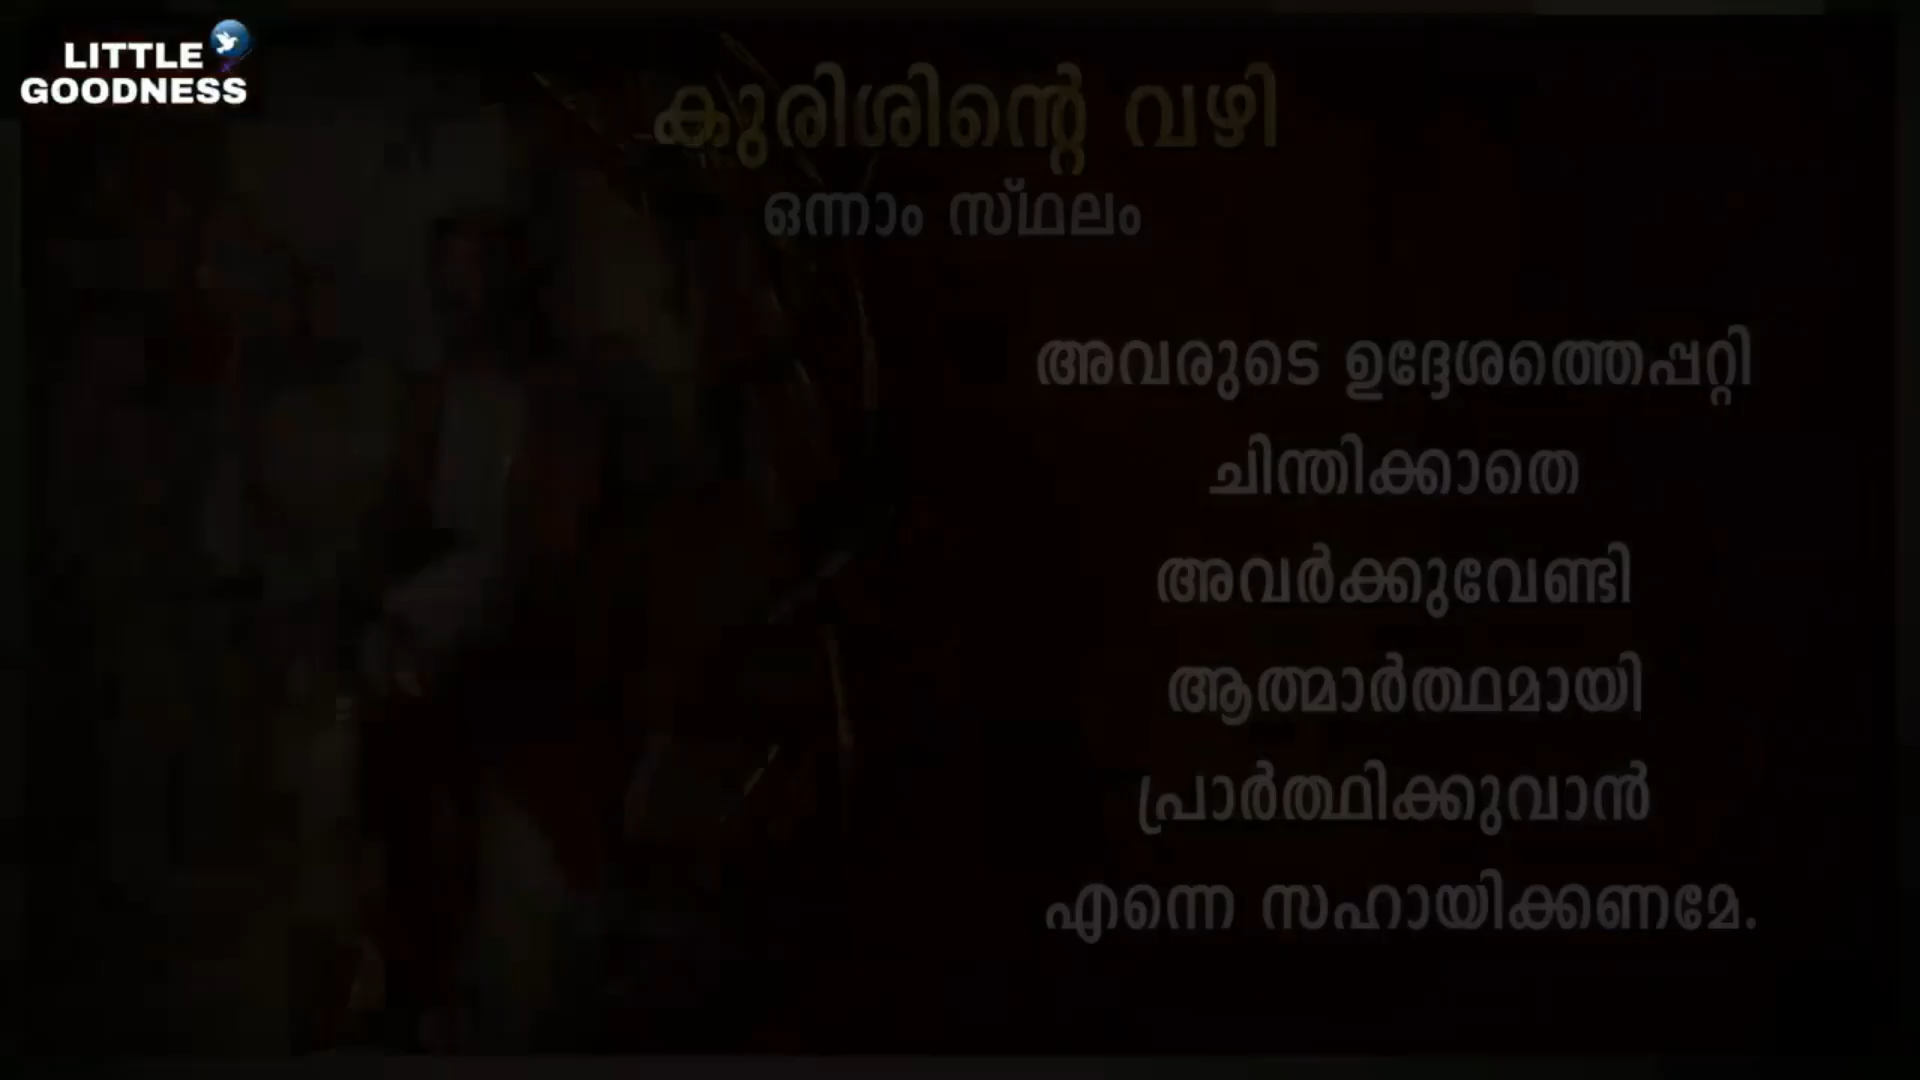 LITTLE
GOODNESS
കുരിശിന്റെ വഴി
ഒന്നാം സ്ഥലം
അവരുടെ ഉദ്ദേശത്തെപ്പറ്റി
ചിന്തിക്കാതെ
അവർക്കുവേണ്ടി
ആത്മാർത്ഥമായി
പ്രാർത്ഥിക്കുവാൻ
എന്നെ സഹായിക്കണമേ.